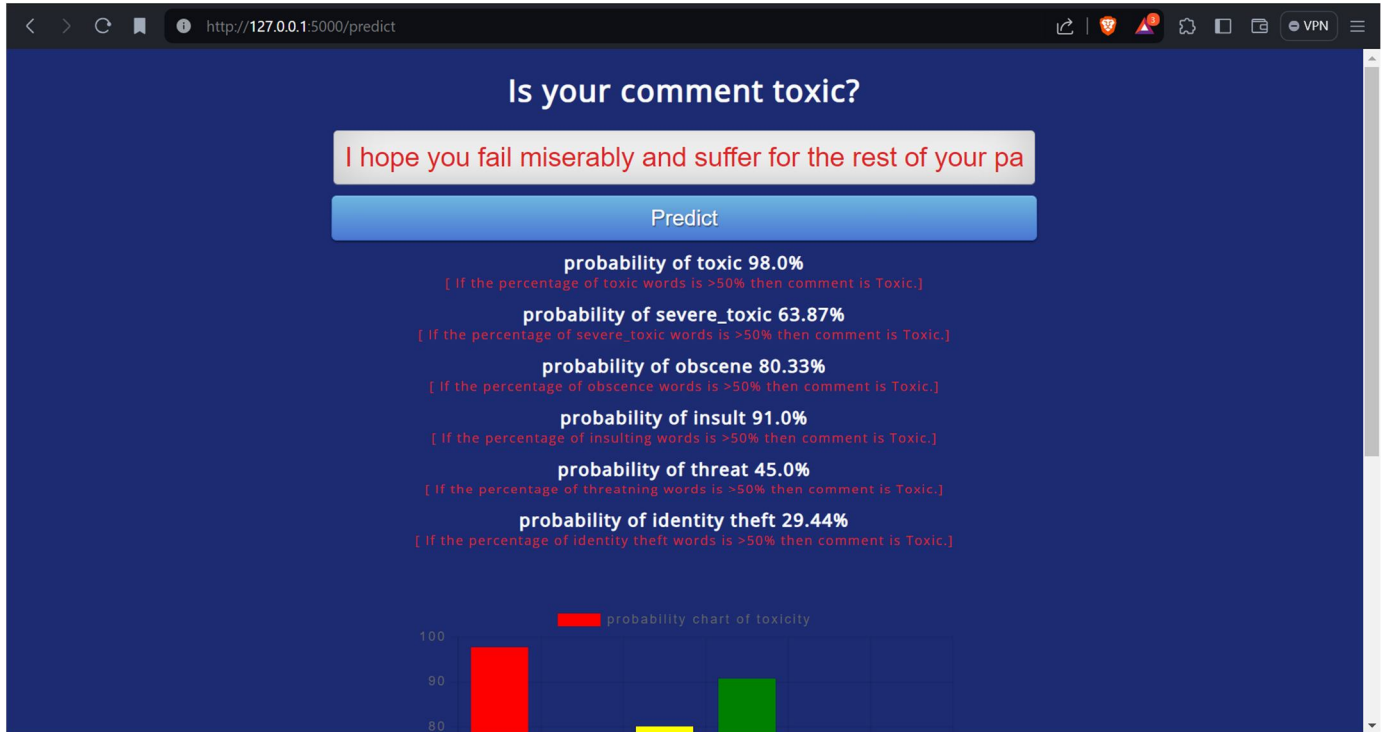 http://127.0.0.1:5000/predict
3
VPN
Is your comment toxic?
I hope you fail miserably and suffer for the rest of your pa
Predict
probability of toxic 98.0%
[ If the percentage of toxic words is >50% then comment is Toxic.]
probability of severe_toxic 63.87%
[ If the percentage of severe_toxic words is >50% then comment is Toxic.]
probability of obscene 80.33%
[ If the percentage of obscence words is >50% then comment is Toxic.]
probability of insult 91.0%
[ If the percentage of insulting words is >50% then comment is Toxic.]
probability of threat 45.0%
[ If the percentage of threatning words is >50% then comment is Toxic.]
probability of identity theft 29.44%
[ If the percentage of identity theft words is >50% then comment is Toxic.]
probability chart of toxicity
100
90
80